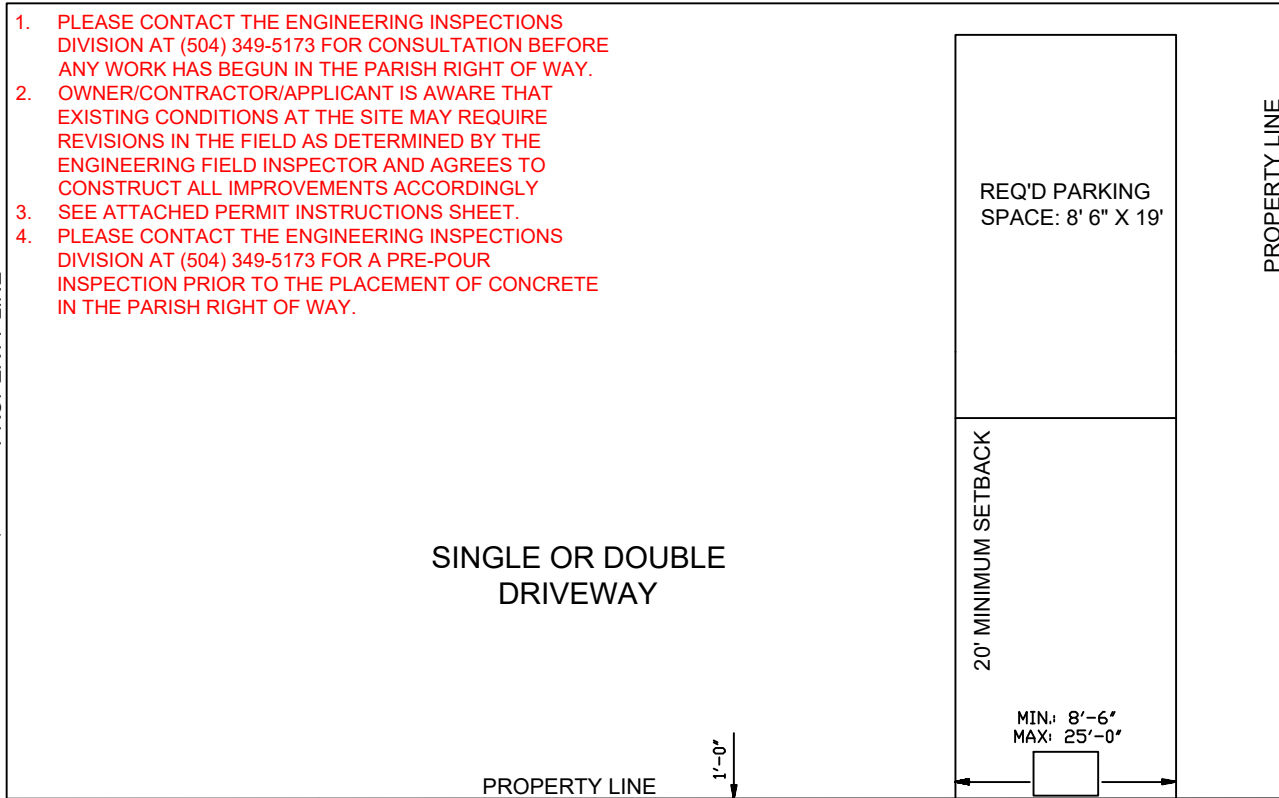 1. PLEASE CONTACT THE ENGINEERING INSPECTIONS
DIVISION AT (504) 349-5173 FOR CONSULTATION BEFORE
ANY WORK HAS BEGUN IN THE PARISH RIGHT OF WAY.
2. OWNER/CONTRACTOR/APPLICANT IS AWARE THAT
EXISTING CONDITIONS AT THE SITE MAY REQUIRE
REVISIONS IN THE FIELD AS DETERMINED BY THE
ENGINEERING FIELD INSPECTOR AND AGREES TO
CONSTRUCT ALL IMPROVEMENTS ACCORDINGLY
3. SEE ATTACHED PERMIT INSTRUCTIONS SHEET.
4. PLEASE CONTACT THE ENGINEERING INSPECTIONS
DIVISION AT (504) 349-5173 FOR A PRE-POUR
INSPECTION PRIOR TO THE PLACEMENT OF CONCRETE
IN THE PARISH RIGHT OF WAY.
REQ'D PARKING
SPACE: 8' 6" X 19'
PROPERTY LINE
20' MINIMUM SETBACK
SINGLE OR DOUBLE
DRIVEWAY
MIN.: 8'-6"
MAX: 25'-0"
1'-0"
PROPERTY LINE